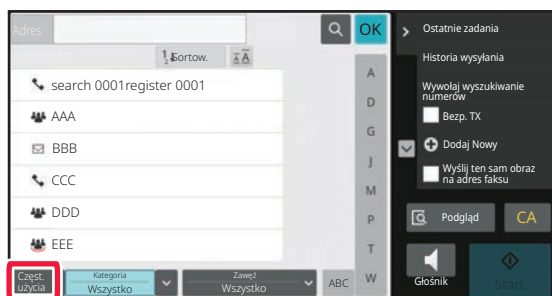 Adres
OK
Sortow.
search 0001register 0001
AAA
BBB
CCC
DDD
EEE
A
D
G
J
M
P
T
W
Częst.
użycia
Kategoria
Wszystko
Zawęź
Wszystko
ABC
Ostatnie zadania
Historia wysyłania
Wywołaj wyszukiwanie
numerów
Bezp. TX
Dodaj Nowy
Wyślij ten sam obraz
na adres faksu
Podgląd
CA
Głośnik
Start